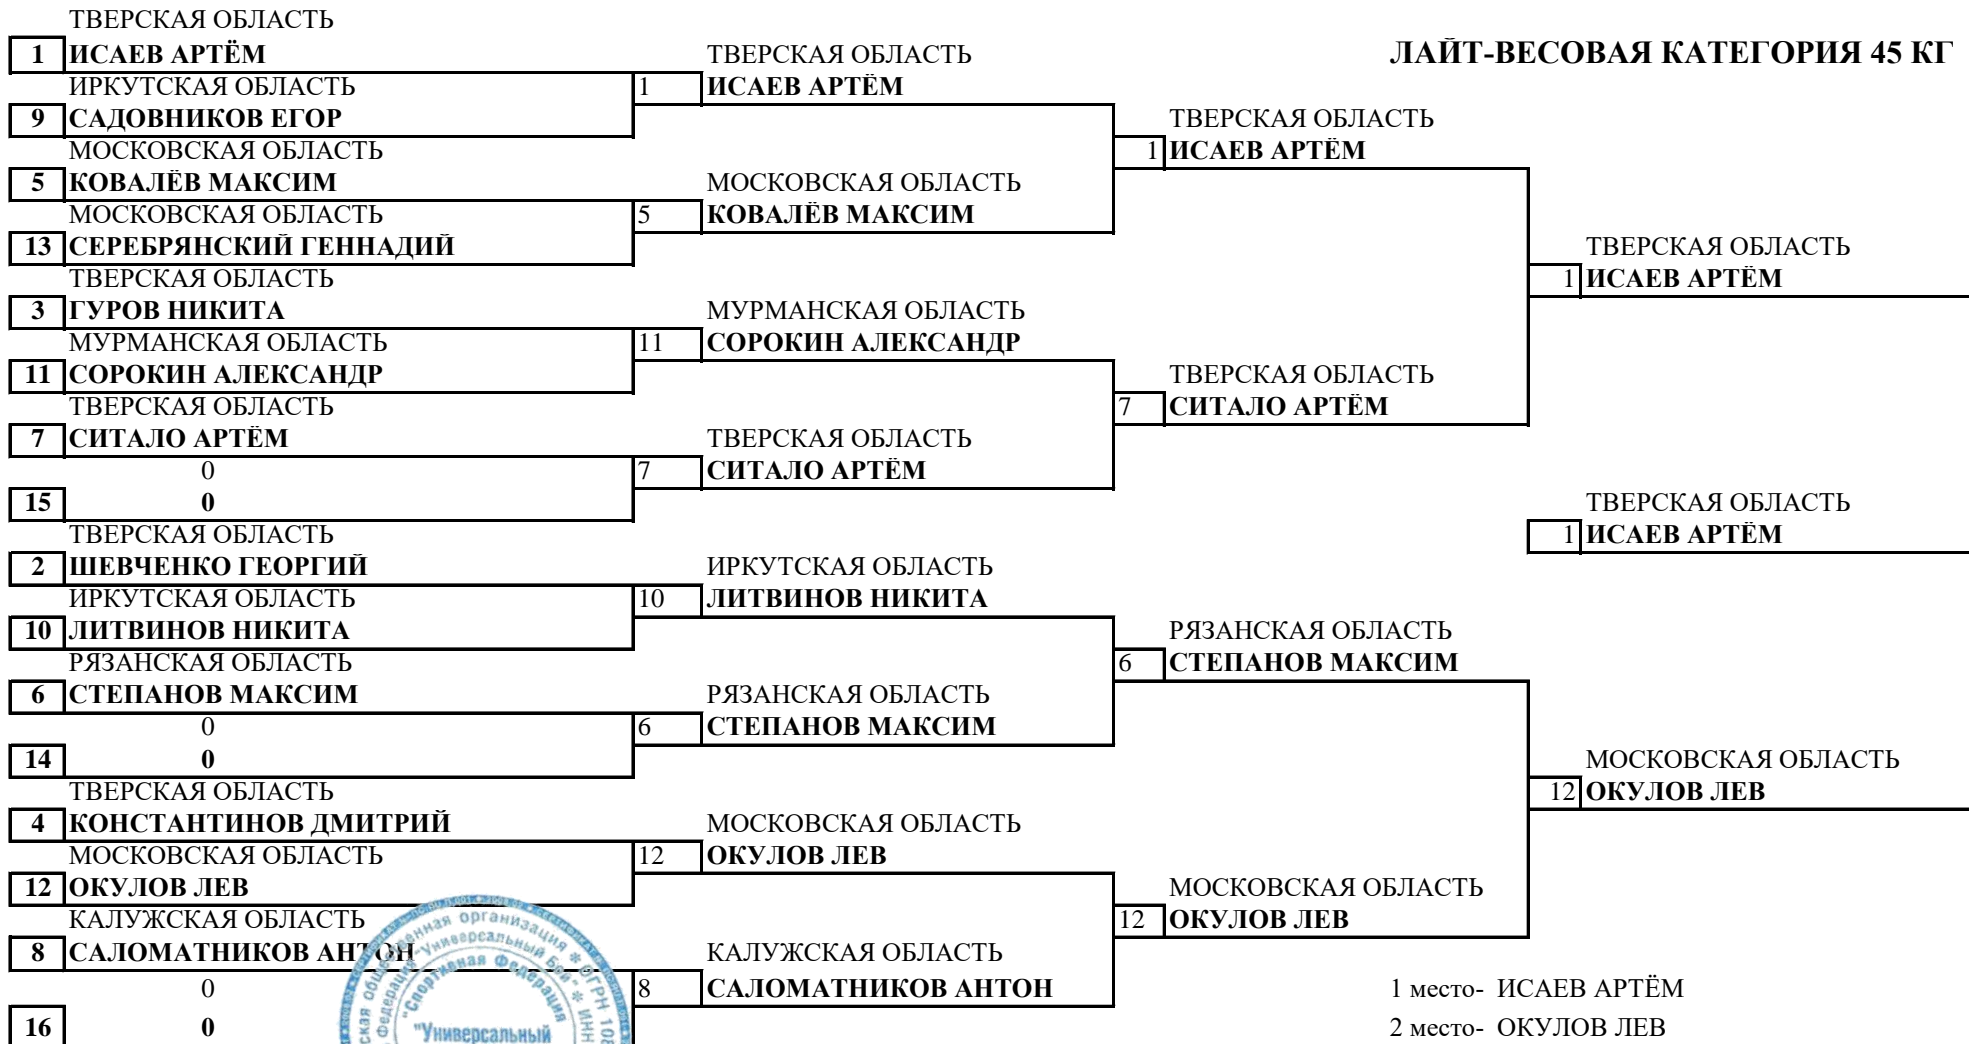 ЛАЙТ-ВЕСОВАЯ КАТЕГОРИЯ 45 КГ
ТВЕРСКАЯ ОБЛАСТЬ
1 ИСАЕВ АРТЁМ
ИРКУТСКАЯ ОБЛАСТЬ
9 САДОВНИКОВ ЕГОР
МОСКОВСКАЯ ОБЛАСТЬ
5 КОВАЛЁВ МАКСИМ
МОСКОВСКАЯ ОБЛАСТЬ
13 СЕРЕБРЯНСКИЙ ГЕННАДИЙ
ТВЕРСКАЯ ОБЛАСТЬ
3 ГУРОВ НИКИТА
МУРМАНСКАЯ ОБЛАСТЬ
11 СОРОКИН АЛЕКСАНДР
ТВЕРСКАЯ ОБЛАСТЬ
7 СИТАЛО АРТЁМ
0
15 0
ТВЕРСКАЯ ОБЛАСТЬ
2 ШЕВЧЕНКО ГЕОРГИЙ
ИРКУТСКАЯ ОБЛАСТЬ
10 ЛИТВИНОВ НИКИТА
РЯЗАНСКАЯ ОБЛАСТЬ
6 СТЕПАНОВ МАКСИМ
0
14 0
ТВЕРСКАЯ ОБЛАСТЬ
4 КОНСТАНТИНОВ ДМИТРИЙ
МОСКОВСКАЯ ОБЛАСТЬ
12 ОКУЛОВ ЛЕВ
КАЛУЖСКАЯ ОБЛАСТЬ
8 САЛОМАТНИКОВ АНТОН
0
16 0
ТВЕРСКАЯ ОБЛАСТЬ
1 ИСАЕВ АРТЁМ
МОСКОВСКАЯ ОБЛАСТЬ
5 КОВАЛЁВ МАКСИМ
МУРМАНСКАЯ ОБЛАСТЬ
11 СОРОКИН АЛЕКСАНДР
ТВЕРСКАЯ ОБЛАСТЬ
7 СИТАЛО АРТЁМ
ИРКУТСКАЯ ОБЛАСТЬ
10 ЛИТВИНОВ НИКИТА
РЯЗАНСКАЯ ОБЛАСТЬ
6 СТЕПАНОВ МАКСИМ
МОСКОВСКАЯ ОБЛАСТЬ
12 ОКУЛОВ ЛЕВ
КАЛУЖСКАЯ ОБЛАСТЬ
8 САЛОМАТНИКОВ АНТОН
ТВЕРСКАЯ ОБЛАСТЬ
1 ИСАЕВ АРТЁМ
ТВЕРСКАЯ ОБЛАСТЬ
7 СИТАЛО АРТЁМ
РЯЗАНСКАЯ ОБЛАСТЬ
6 СТЕПАНОВ МАКСИМ
МОСКОВСКАЯ ОБЛАСТЬ
12 ОКУЛОВ ЛЕВ
ТВЕРСКАЯ ОБЛАСТЬ
1 ИСАЕВ АРТЁМ
ТВЕРСКАЯ ОБЛАСТЬ
1 ИСАЕВ АРТЁМ
МОСКОВСКАЯ ОБЛАСТЬ
12 ОКУЛОВ ЛЕВ
1 место- ИСАЕВ АРТЁМ
2 место- ОКУЛОВ ЛЕВ
организация * ОГРН
Федерация "Универсальный Бой" * ИНН
"Спортивная Федерация
"Универсальный